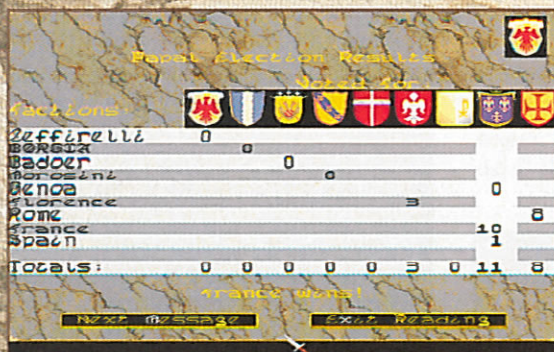 Papal Election Results
Voted for
factions:
Zeffirelli 0
BORGIA 0
Badoer 0
Morosini 0
Genoa 0
florence 3
Rome 8
france 10
Spain 1
Totals: 0 0 0 0 0 3 0 11 8
france wins!
Next Message Exit Reading